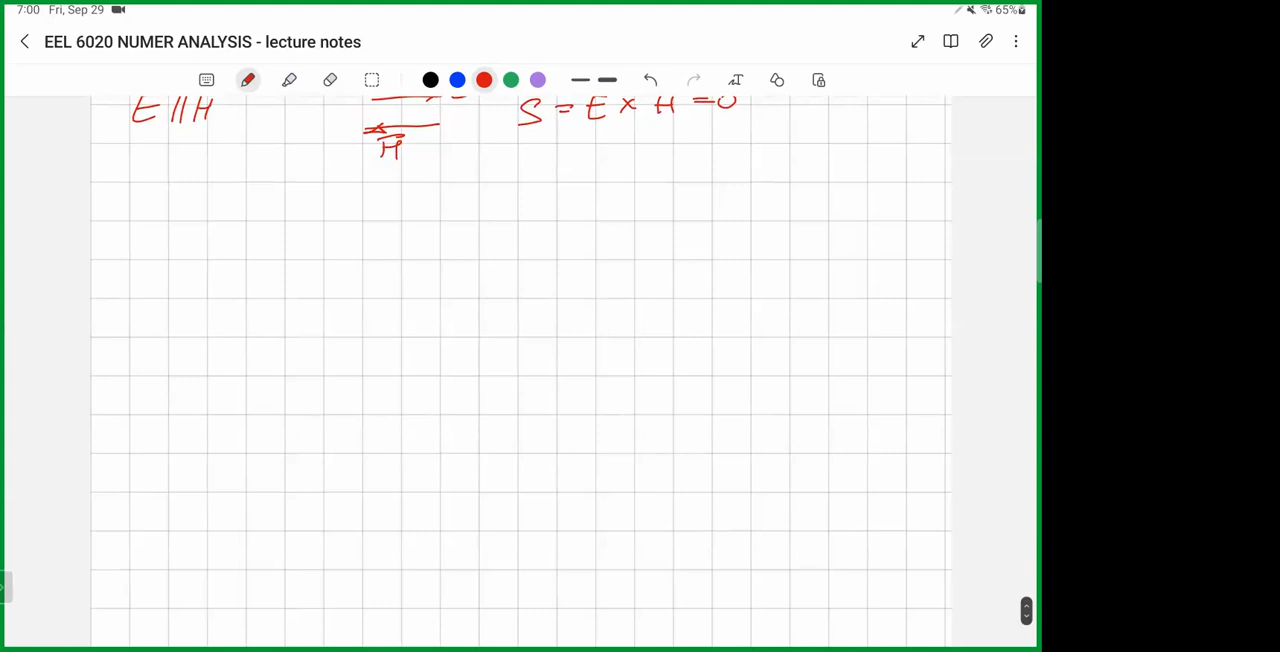 7:00 Fri, Sep 29 65%
EEL 6020 NUMER ANALYSIS - lecture notes
E || H S = E × H = 0
H